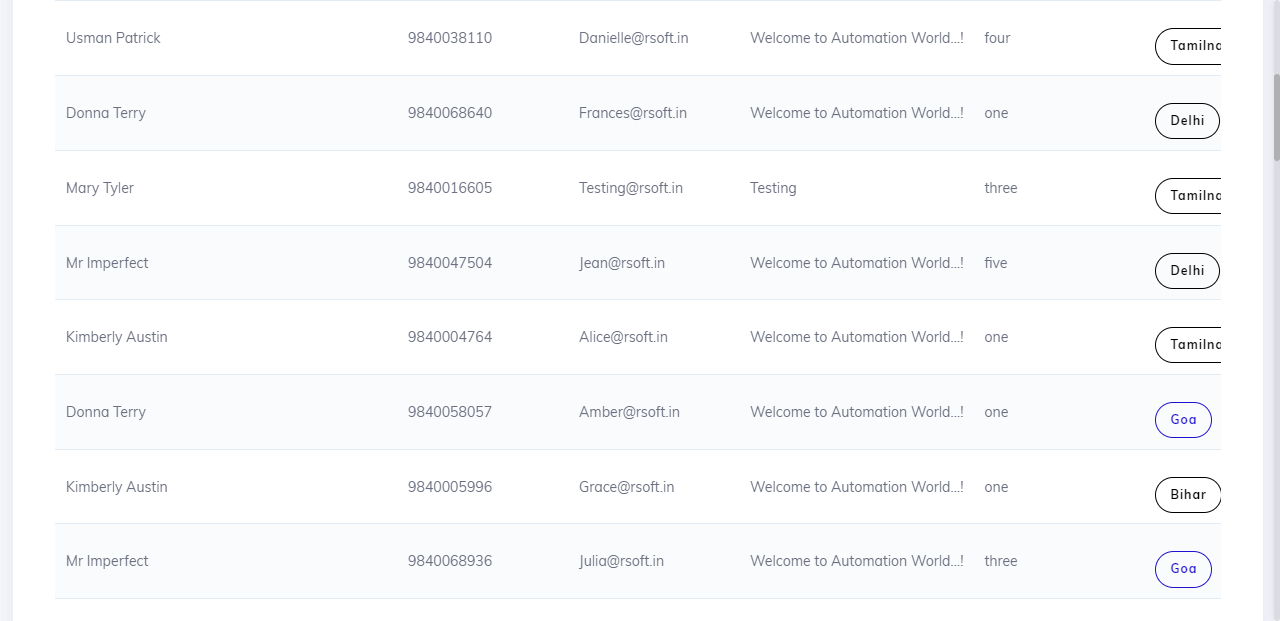 Usman Patrick 9840038110 Danielle@rsoft.in Welcome to Automation World...! four
Donna Terry 9840068640 Frances@rsoft.in Welcome to Automation World...! one Delhi
Mary Tyler 9840016605 Testing@rsoft.in Testing three
Mr Imperfect 9840047504 Jean@rsoft.in Welcome to Automation World...! five Delhi
Kimberly Austin 9840004764 Alice@rsoft.in Welcome to Automation World...! one
Donna Terry 9840058057 Amber@rsoft.in Welcome to Automation World...! one Goa
Kimberly Austin 9840005996 Grace@rsoft.in Welcome to Automation World...! one Bihar
Mr Imperfect 9840068936 Julia@rsoft.in Welcome to Automation World...! three Goa